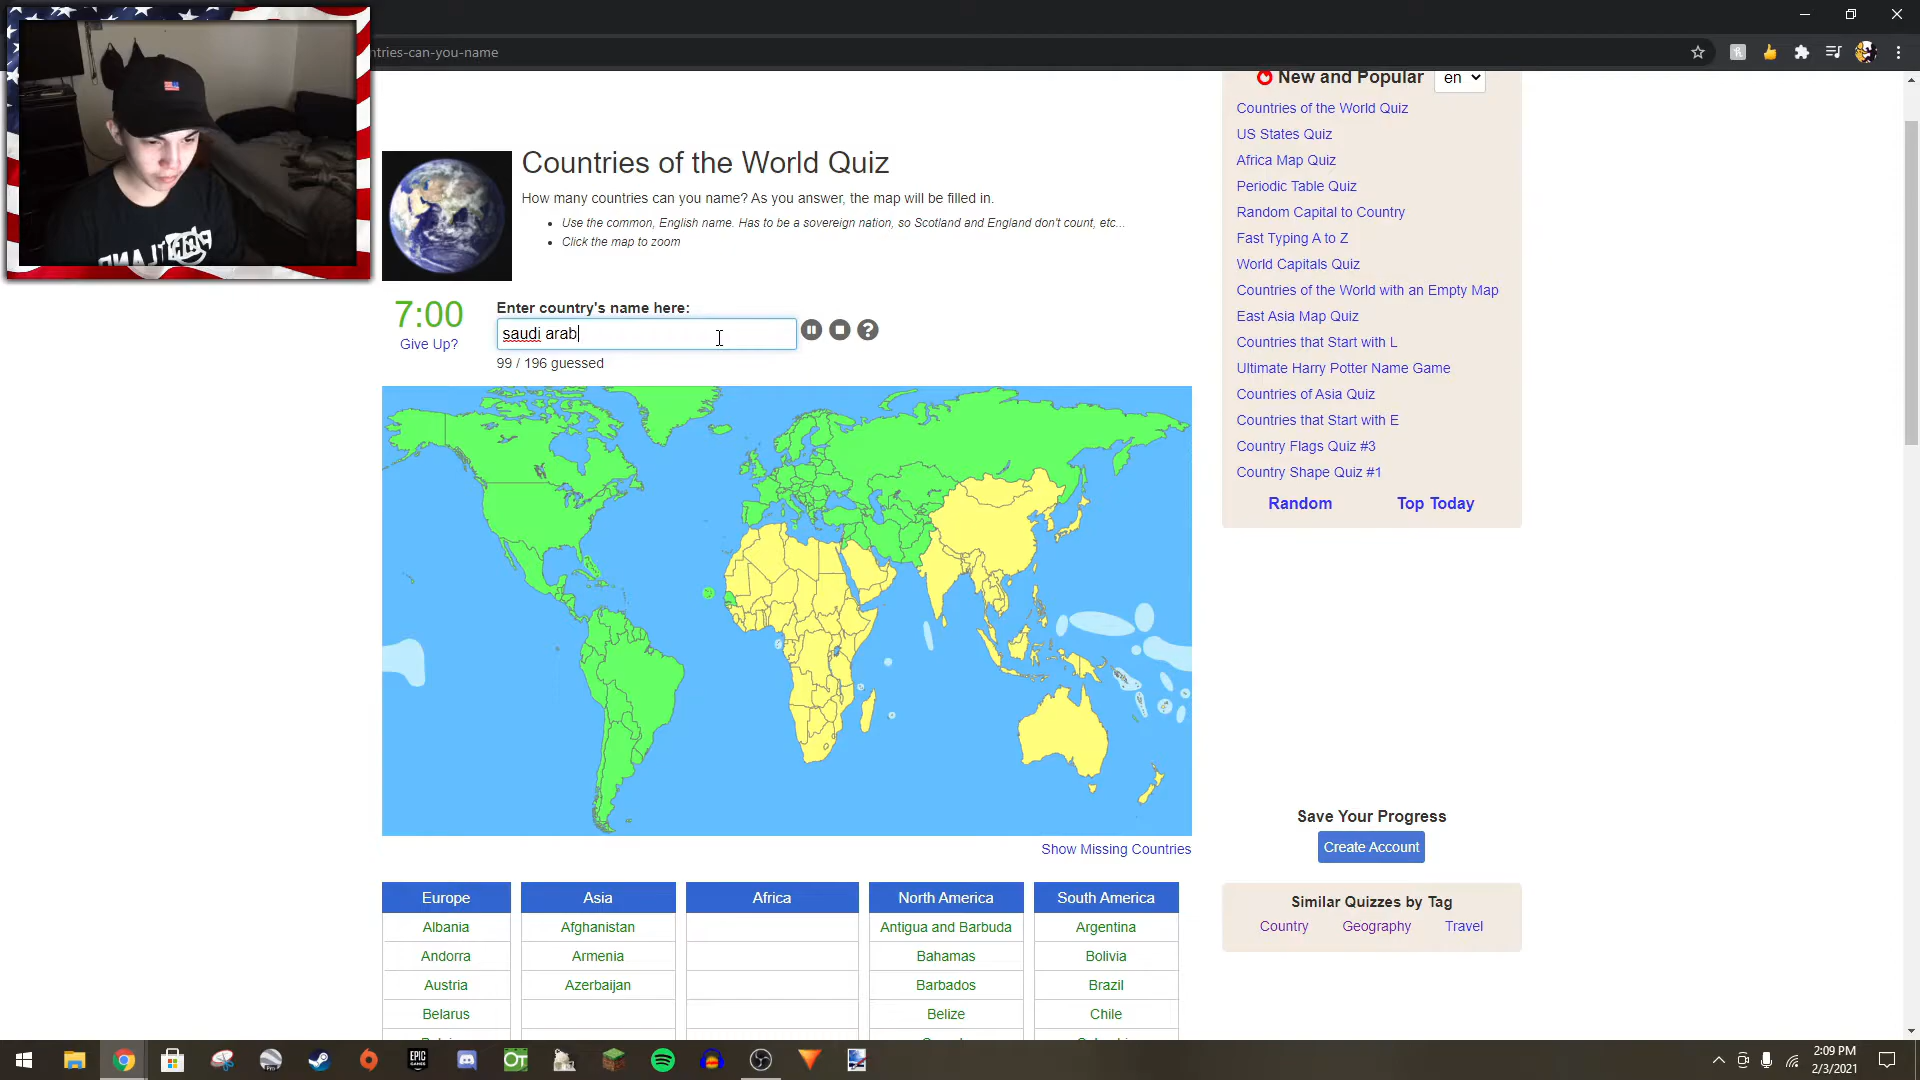 ntries-can-you-name
New and Popular
en
Countries of the World Quiz
US States Quiz
Africa Map Quiz
Periodic Table Quiz
Random Capital to Country
Fast Typing A to Z
World Capitals Quiz
Countries of the World with an Empty Map
East Asia Map Quiz
Countries that Start with L
Ultimate Harry Potter Name Game
Countries of Asia Quiz
Countries that Start with E
Country Flags Quiz #3
Country Shape Quiz #1
Random
Top Today
Countries of the World Quiz
How many countries can you name? As you answer, the map will be filled in.
Use the common, English name. Has to be a sovereign nation, so Scotland and England don't count, etc...
Click the map to zoom
7:00
Give Up?
Enter country's name here:
saudi arab
99 / 196 guessed
Show Missing Countries
Save Your Progress
Create Account
Similar Quizzes by Tag
Country Geography Travel
Europe Asia Africa North America South America
Albania Afghanistan Antigua and Barbuda Argentina
Andorra Armenia Bahamas Bolivia
Austria Azerbaijan Barbados Brazil
Belarus Belize Chile
2:09 PM
2/3/2021